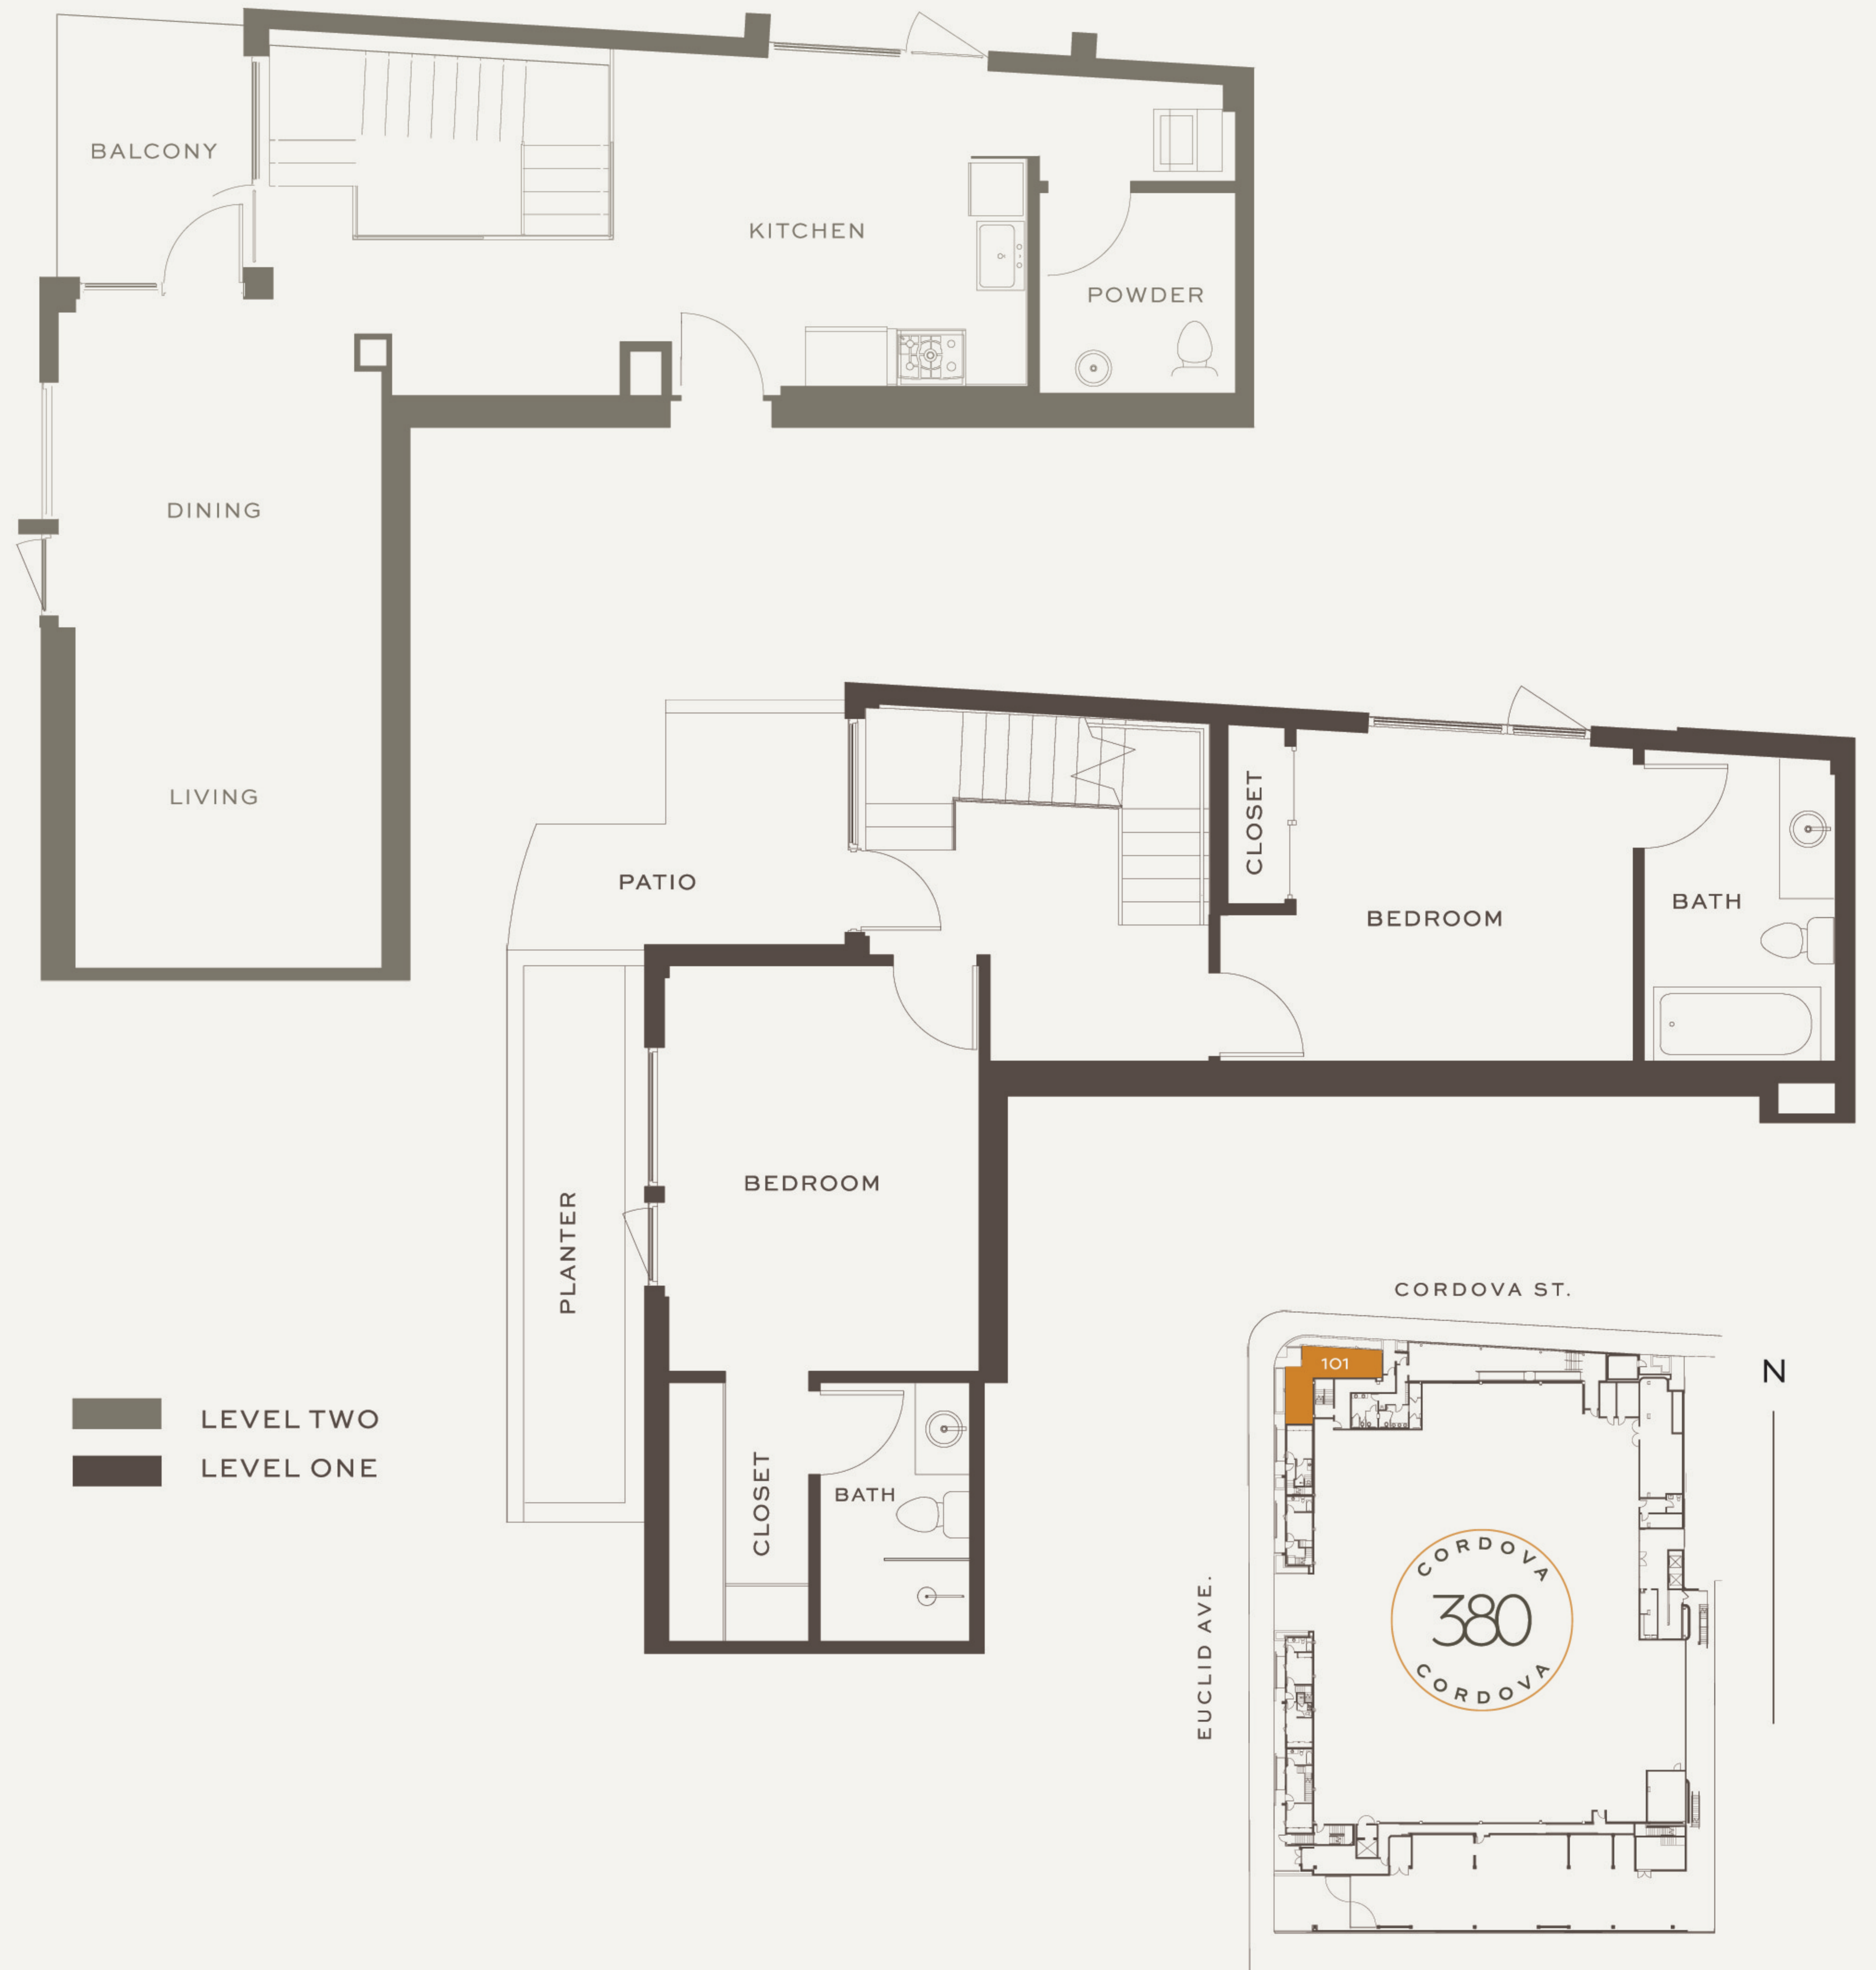 BALCONY
KITCHEN
POWDER
DINING
LIVING
CLOSET
PATIO
BEDROOM
BATH
BEDROOM
PLANTER
CLOSET
BATH
LEVEL TWO
LEVEL ONE
CORDOVA ST.
101
N
EUCLID AVE.
CORDOVA
380
CORDOVA